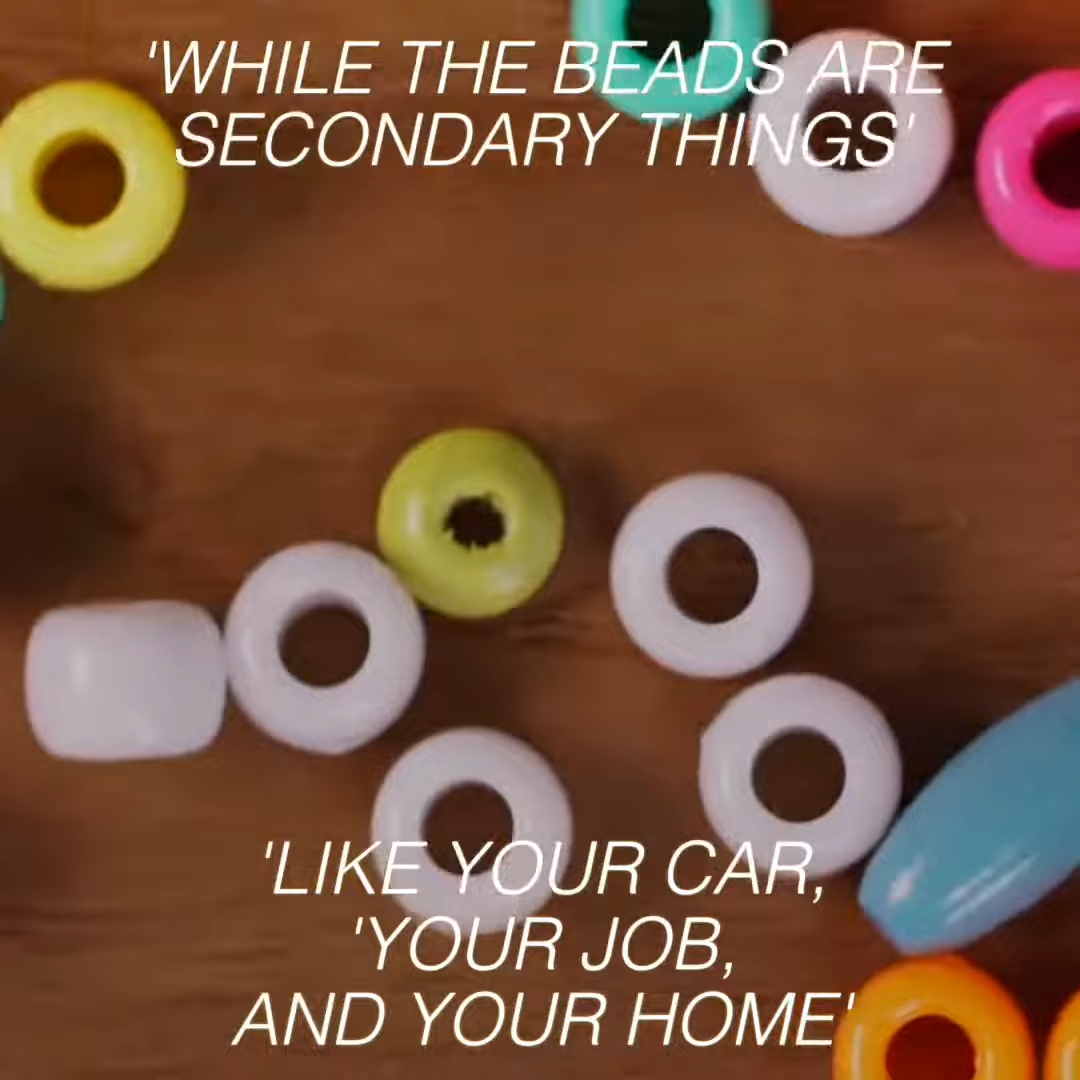 'WHILE THE BEADS ARE
SECONDARY THINGS'
'LIKE YOUR CAR,
'YOUR JOB,
AND YOUR HOME'